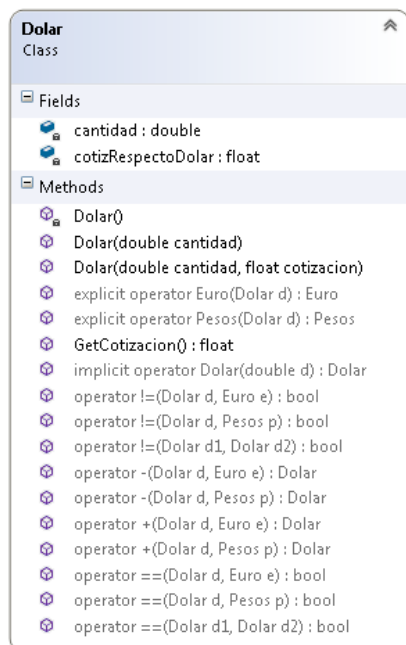 Dolar
Class
Fields
cantidad : double
cotizRespectoDolar : float
Methods
Dolar()
Dolar(double cantidad)
Dolar(double cantidad, float cotizacion)
explicit operator Euro(Dolar d) : Euro
explicit operator Pesos(Dolar d) : Pesos
GetCotizacion() : float
implicit operator Dolar(double d) : Dolar
operator !=(Dolar d, Euro e) : bool
operator !=(Dolar d, Pesos p) : bool
operator !=(Dolar d1, Dolar d2) : bool
operator -(Dolar d, Euro e) : Dolar
operator -(Dolar d, Pesos p) : Dolar
operator +(Dolar d, Euro e) : Dolar
operator +(Dolar d, Pesos p) : Dolar
operator ==(Dolar d, Euro e) : bool
operator ==(Dolar d, Pesos p) : bool
operator ==(Dolar d1, Dolar d2) : bool